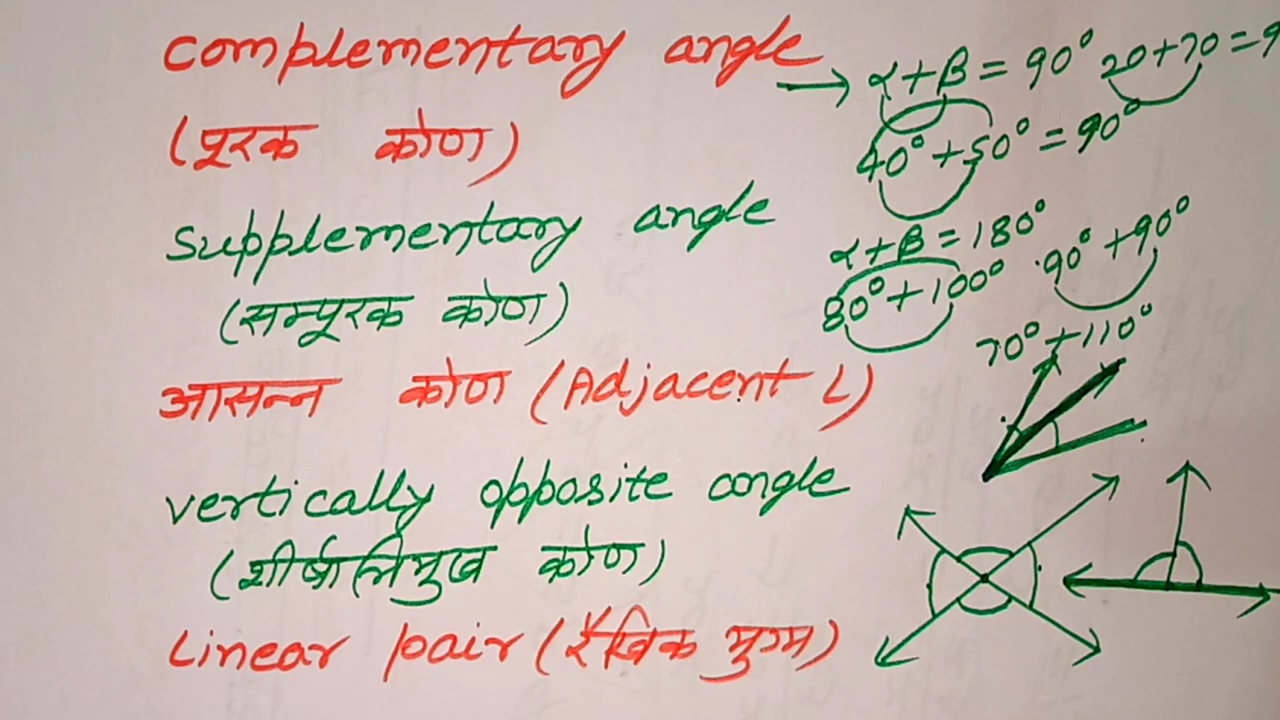 complementary angle → α+β = 90° 20+70=9
(पूरक कोण) 40°+50°=90°
supplementary angle α+β=180° 90°+90°
(सम्पूरक कोण) 80°+100°
70°+110°
आसन्न कोण (Adjacent ∠)
vertically opposite angle
(शीर्षाभिमुख कोण)
Linear pair (रैखिक युग्म)